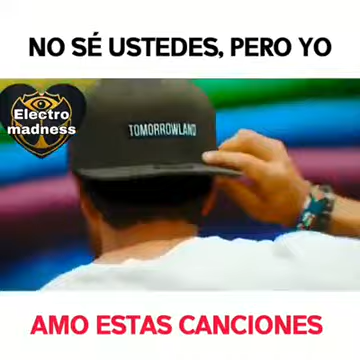 NO SÉ USTEDES, PERO YO
Electro
madness
TOMORROWLAND
AMO ESTAS CANCIONES